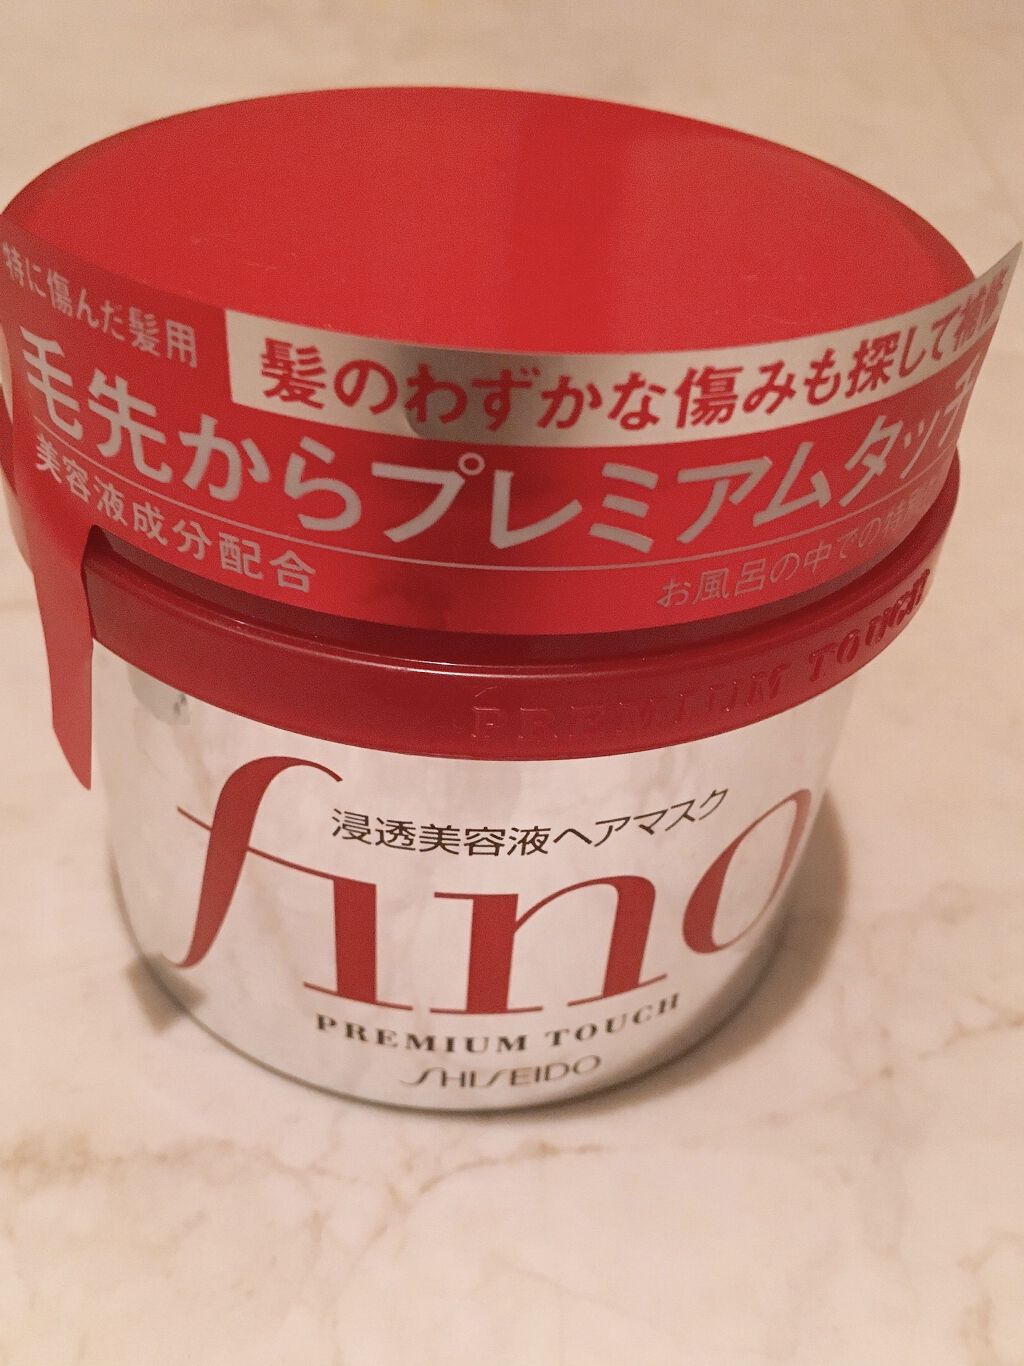 特に傷んだ髪用
髪のわずかな傷みも探して補修
毛先からプレミアムタッチ
美容液成分配合
お風呂の中での特
PREMIUM TOUCH
浸透美容液ヘアマスク
fino
PREMIUM TOUCH
SHISEIDO